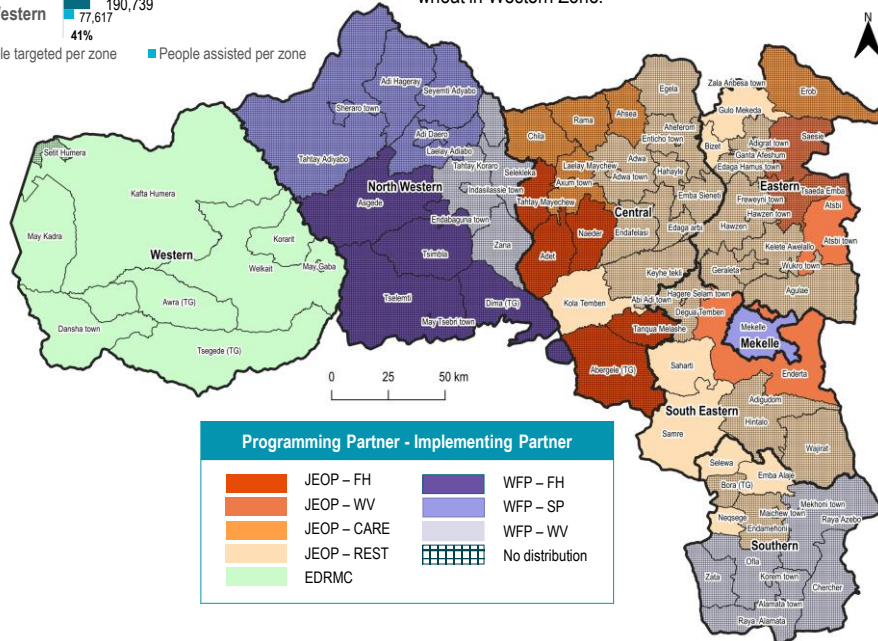 190,739
Western
77,617
41%
le targeted per zone
People assisted per zone
wheat in Western Zone.
N
Zala Anbesa town
Erob
Egela
Gulo Mekeda
Adi Hageray
Seyemti Adyabo
Sheraro town
Rama
Ahsea
Chila
Aheferom
Enticho town
Bizet
Adigrat town
Saesie
Ganta Afeshum
Edaga Hamus town
Adi Daero
Laelay Adiabo
Tahtay Adiyabo
Tahtay Koraro
Selekleka
Laelay Maychew
Adwa
Adwa town
Hahayle
Axum town
Indasilassie town
North Western
Eastern
Tsaeda Emba
Emba Sieneti
Freweyni town
Atsbi
Hawzen town
Setit Humera
Kafta Humera
Asgede
Endabaguna town
Tahtay Mayechew
Naeder
Central
Endafelasi
Edaga arbi
Hawzen
Atsbi town
Kelete Awelallo
Wukro town
May Kadra
Korarit
Western
Welkait
May Gaba
Tsimbla
Zana
Adet
Keyhe tekli
Geraleta
Agulae
Hagere Selam town
Abi Adi town
Kola Temben
Degua Temben
Awra (TG)
Tselemti
Dima (TG)
May Tsebri town
Dansha town
Tsegede (TG)
Tanqua Melashe
Mekelle
Mekelle
Saharti
Abergele (TG)
Enderta
0
25
50 km
Adigudom
South Eastern
Hintalo
Samre
Wajirat
Selewa
Emba Alaje
Bora (TG)
Mekhoni town
Neqsege
Maichew town
Raya Azebo
Endamehoni
Southern
Ofla
Zata
Korem town
Chercher
Alamata town
Raya Alamata
Programming Partner - Implementing Partner
JEOP – FH
WFP – FH
JEOP – WV
WFP – SP
JEOP – CARE
WFP – WV
JEOP – REST
No distribution
EDRMC